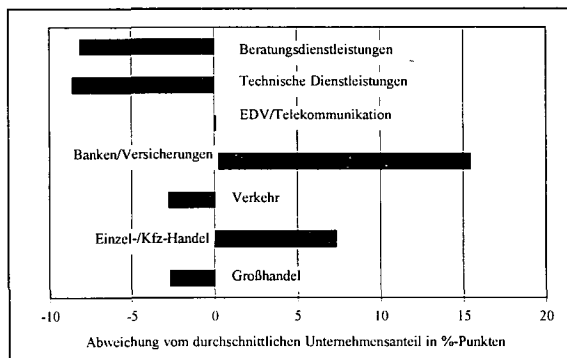 Beratungsdienstleistungen
Technische Dienstleistungen
EDV/Telekommunikation
Banken/Versicherungen
Verkehr
Einzel-/Kfz-Handel
Großhandel
-10 -5 0 5 10 15 20
Abweichung vom durchschnittlichen Unternehmensanteil in %-Punkten